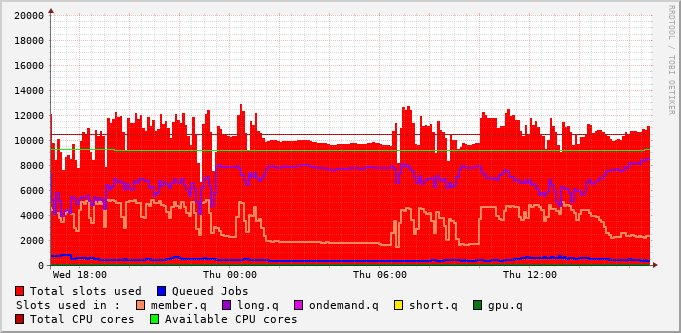 20000
18000
16000
14000
12000
10000
8000
6000
4000
2000
0
Wed 18:00 Thu 00:00 Thu 06:00 Thu 12:00
Total slots used Queued Jobs
Slots used in : member.q long.q ondemand.q short.q gpu.q
Total CPU cores Available CPU cores
RRDTOOL / TOBI OETIKER